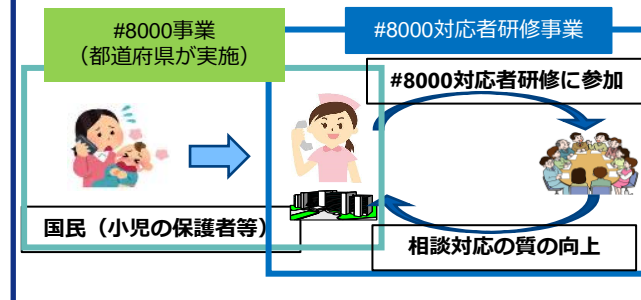 #8000事業
（都道府県が実施）
#8000対応者研修事業
#8000対応者研修に参加
国民（小児の保護者等）
相談対応の質の向上